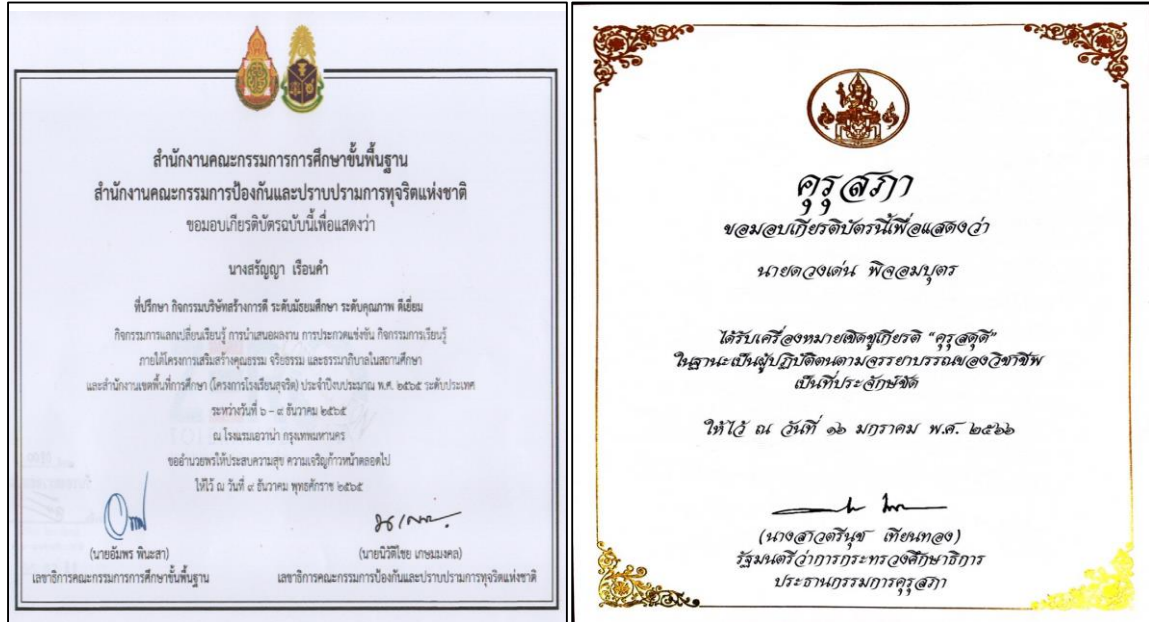 สำนักงานคณะกรรมการการศึกษาขั้นพื้นฐาน
สำนักงานคณะกรรมการป้องกันและปราบปรามการทุจริตแห่งชาติ
ขอมอบเกียรติบัตรฉบับนี้เพื่อแสดงว่า
นางสรัญญา เรือนคำ
ที่ปรึกษา กิจกรรมบริษัทสร้างการดี ระดับมัธยมศึกษา ระดับคุณภาพ ดีเยี่ยม
กิจกรรมการแลกเปลี่ยนเรียนรู้ การนำเสนอผลงาน การประกวดแข่งขัน กิจกรรมการเรียนรู้
ภายใต้โครงการเสริมสร้างคุณธรรม จริยธรรม และธรรมาภิบาลในสถานศึกษา
และสำนักงานเขตพื้นที่การศึกษา (โครงการโรงเรียนสุจริต) ประจำปีงบประมาณ พ.ศ. ๒๕๖๕ ระดับประเทศ
ระหว่างวันที่ ๖ – ๙ ธันวาคม ๒๕๖๕
ณ โรงแรมเอวาน่า กรุงเทพมหานคร
ขออำนวยพรให้ประสบความสุข ความเจริญก้าวหน้าตลอดไป
ให้ไว้ ณ วันที่ ๙ ธันวาคม พุทธศักราช ๒๕๖๕
(นายอัมพร พินะสา)
เลขาธิการคณะกรรมการการศึกษาขั้นพื้นฐาน
(นายนิวัติไชย เกษมมงคล)
เลขาธิการคณะกรรมการป้องกันและปราบปรามการทุจริตแห่งชาติ
คุรุสภา
ขอมอบเกียรติบัตรนี้เพื่อแสดงว่า
นายดวงเด่น พิจอมบุตร
ได้รับเครื่องหมายเชิดชูเกียรติ "คุรุสดุดี"
ในฐานะเป็นผู้ปฏิบัติตนตามจรรยาบรรณของวิชาชีพ
เป็นที่ประจักษ์ชัด
ให้ไว้ ณ วันที่ ๑๖ มกราคม พ.ศ. ๒๕๖๖
(นางสาวตรีนุช เทียนทอง)
รัฐมนตรีว่าการกระทรวงศึกษาธิการ
ประธานกรรมการคุรุสภา